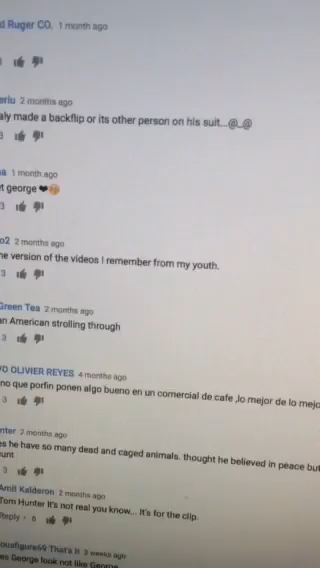 d Ruger CO. 1 month ago
2 months ago
made a backflip or its other person on his suit...@_@
3
1 month ago
t george ❤
3
o2 2 months ago
version of the videos I remember from my youth.
3
Green Tea 2 months ago
an American strolling through
3
O OLIVIER REYES 4 months ago
no que porfin ponen algo bueno en un comercial de cafe ,lo mejor de lo mejo
3
nter 2 months ago
es he have so many dead and caged animals. thought he believed in peace but
unt
3
Amil Kalderon 2 months ago
Tom Hunter It's not real you know... It's for the clip.
Reply • 6
That's It 3 weeks ago
es George look not like George